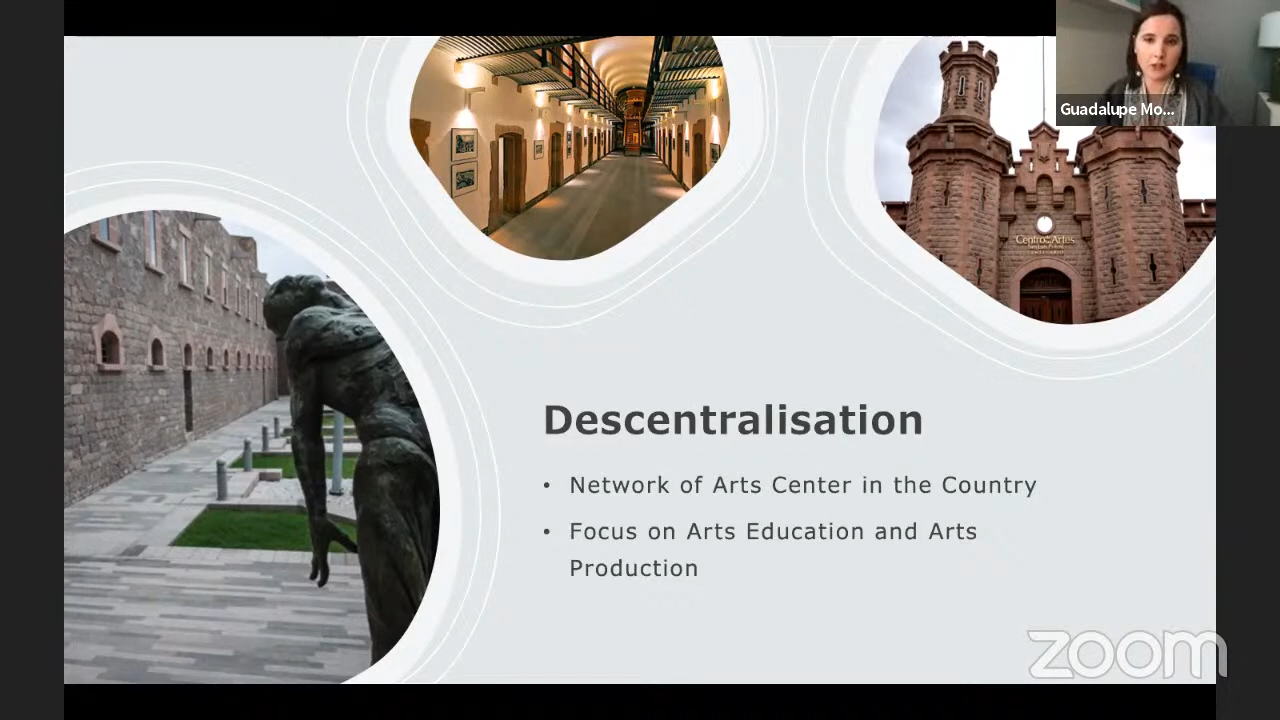 Guadalupe Mo...
Centro de las Artes
Descentralisation
• Network of Arts Center in the Country
• Focus on Arts Education and Arts
Production
zoom